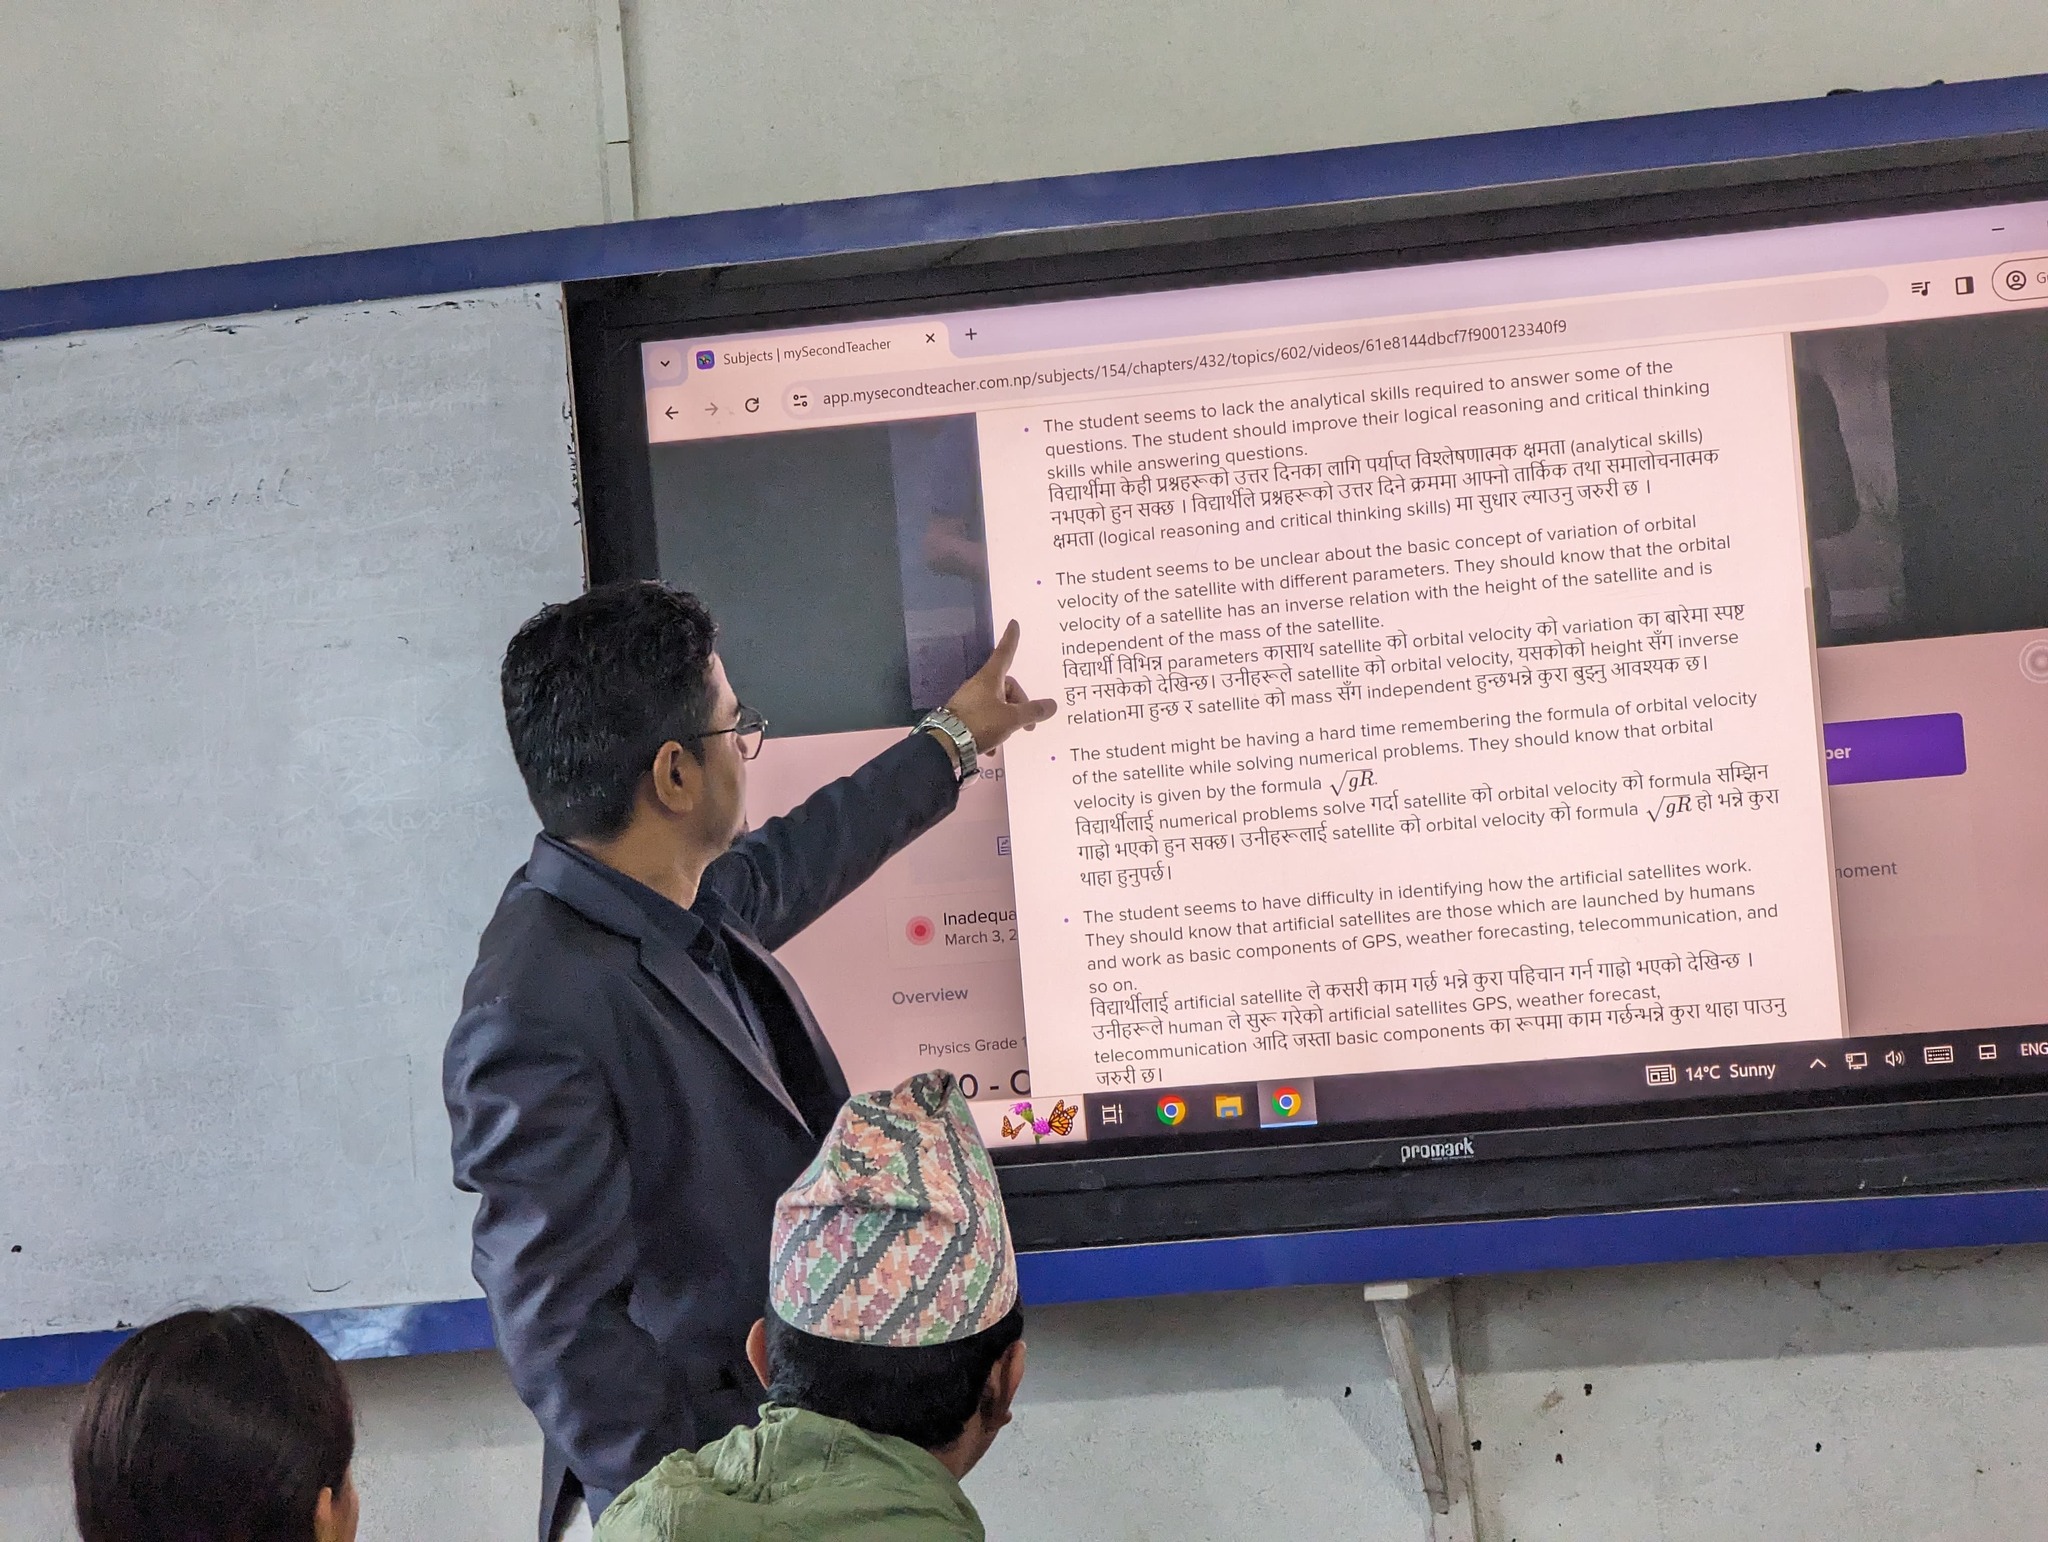 Subjects | mySecondTeacher
app.mysecondteacher.com.np/subjects/154/chapters/432/topics/602/videos/61e8144dbcf7f900123340f9
The student seems to lack the analytical skills required to answer some of the
questions. The student should improve their logical reasoning and critical thinking
skills while answering questions.
विद्यार्थीमा केही प्रश्नहरूको उत्तर दिनका लागि पर्याप्त विश्लेषणात्मक क्षमता (analytical skills)
नभएको हुन सक्छ । विद्यार्थीले प्रश्नहरूको उत्तर दिने क्रममा आफ्नो तार्किक तथा समालोचनात्मक
क्षमता (logical reasoning and critical thinking skills) मा सुधार ल्याउनु जरुरी छ ।
The student seems to be unclear about the basic concept of variation of orbital
velocity of the satellite with different parameters. They should know that the orbital
velocity of a satellite has an inverse relation with the height of the satellite and is
independent of the mass of the satellite.
विद्यार्थी विभिन्न parameters कासाथ satellite को orbital velocity को variation का बारेमा स्पष्ट
हुन नसकेको देखिन्छ। उनीहरूले satellite को orbital velocity, यसकोको height सँग inverse
relationमा हुन्छ र satellite को mass सँग independent हुन्छभन्ने कुरा बुझ्नु आवश्यक छ।
The student might be having a hard time remembering the formula of orbital velocity
of the satellite while solving numerical problems. They should know that orbital
velocity is given by the formula √gR.
विद्यार्थीलाई numerical problems solve गर्दा satellite को orbital velocity को formula सम्झिन
गाह्रो भएको हुन सक्छ। उनीहरूलाई satellite को orbital velocity को formula √gR हो भन्ने कुरा
थाहा हुनुपर्छ।
The student seems to have difficulty in identifying how the artificial satellites work.
They should know that artificial satellites are those which are launched by humans
and work as basic components of GPS, weather forecasting, telecommunication, and
so on.
विद्यार्थीलाई artificial satellite ले कसरी काम गर्छ भन्ने कुरा पहिचान गर्न गाह्रो भएको देखिन्छ ।
उनीहरूले human ले सुरू गरेको artificial satellites GPS, weather forecast,
telecommunication आदि जस्ता basic components का रूपमा काम गर्छन्भन्ने कुरा थाहा पाउनु
जरुरी छ।
Rep
Inadequa
March 3, 2
Overview
Physics Grade 1
0 - C
per
moment
14°C Sunny
ENG
promark